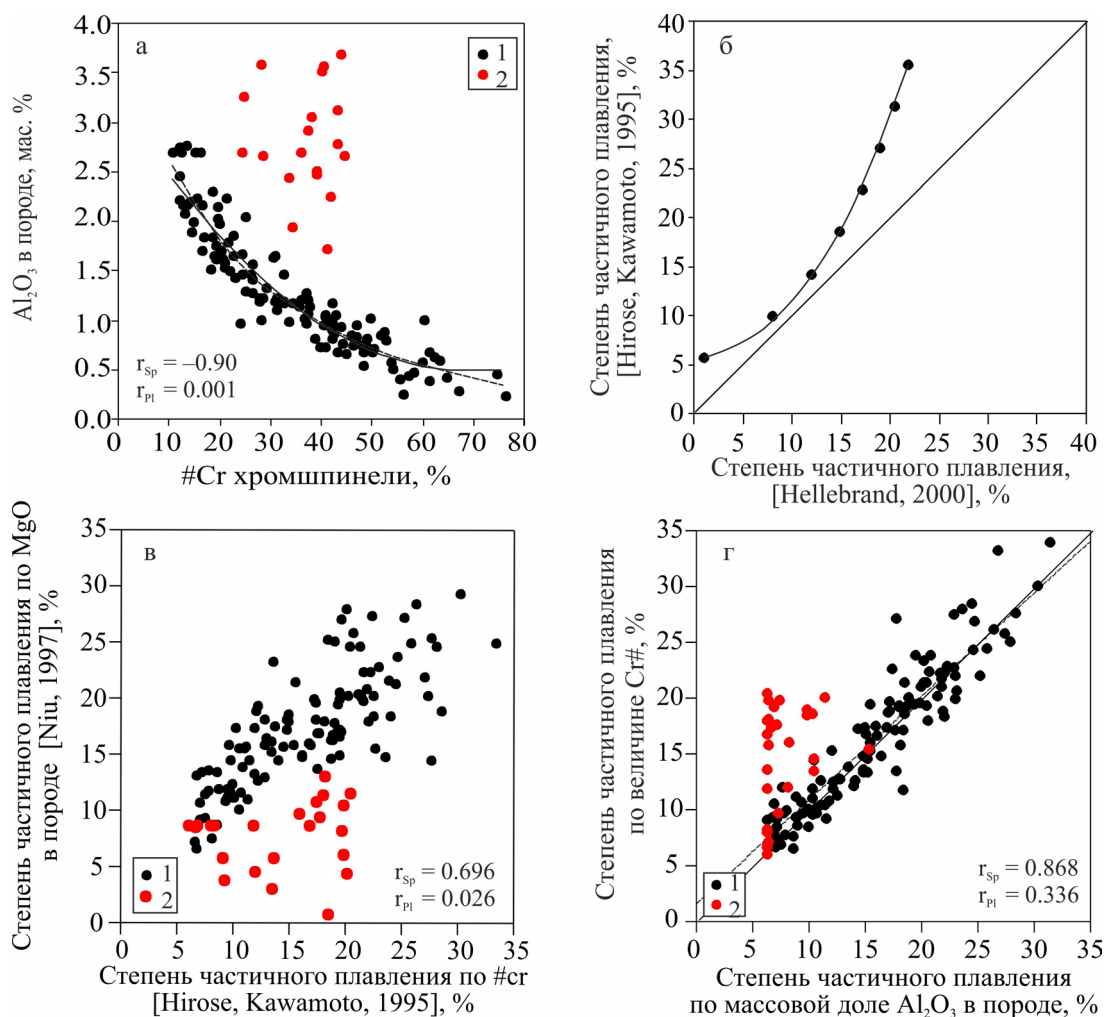 а
1
2
Al₂O₃ в породе, мас. %
4.0
3.5
3.0
2.5
2.0
1.5
1.0
0.5
0.0
r_Sp = –0.90
r_Pl = 0.001
0 10 20 30 40 50 60 70 80
#Cr хромшпинели, %
б
Степень частичного плавления,
[Hirose, Kawamoto, 1995], %
40
35
30
25
20
15
10
5
0
0 5 10 15 20 25 30 35 40
Степень частичного плавления,
[Hellebrand, 2000], %
в
Степень частичного плавления по MgO
в породе [Niu, 1997], %
35
30
25
20
15
10
5
0
1
2
r_Sp = 0.696
r_Pl = 0.026
0 5 10 15 20 25 30 35
Степень частичного плавления по #cr
[Hirose, Kawamoto, 1995], %
г
Степень частичного плавления
по величине Cr#, %
35
30
25
20
15
10
5
0
1
2
r_Sp = 0.868
r_Pl = 0.336
0 5 10 15 20 25 30 35
Степень частичного плавления
по массовой доле Al₂O₃ в породе, %